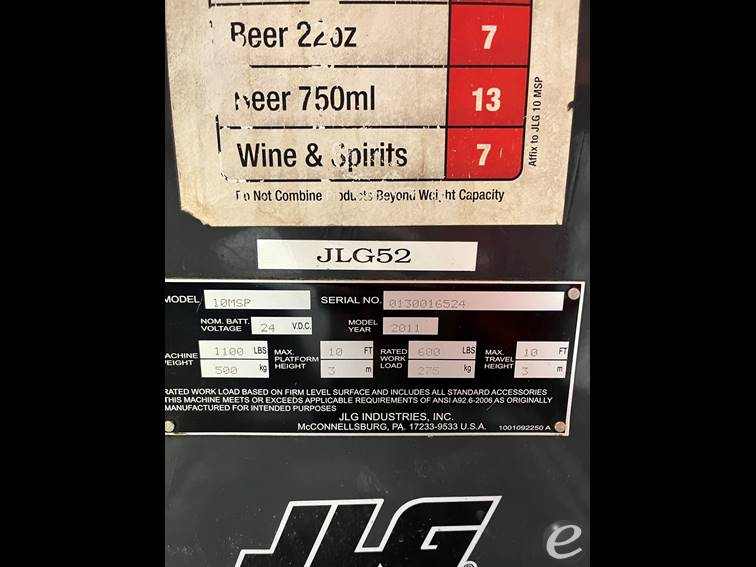 Beer 22oz 7
Beer 750ml 13
Wine & Spirits 7
Affix to JLG 10 MSP
Do Not Combine Products Beyond Weight Capacity
JLG52
MODEL 10MSP SERIAL NO. 0130016524
NOM. BATT. VOLTAGE 24 V.D.C. MODEL YEAR 2011
MACHINE WEIGHT 1100 LBS 500 kg MAX. PLATFORM HEIGHT 10 FT 3 m RATED WORK LOAD 600 LBS 275 kg MAX. TRAVEL HEIGHT 10 FT 3 m
RATED WORK LOAD BASED ON FIRM LEVEL SURFACE AND INCLUDES ALL STANDARD ACCESSORIES
THIS MACHINE MEETS OR EXCEEDS APPLICABLE REQUIREMENTS OF ANSI A92.6-2006 AS ORIGINALLY
MANUFACTURED FOR INTENDED PURPOSES
JLG INDUSTRIES, INC.
McCONNELLSBURG, PA. 17233-9533 U.S.A. 1001092250 A
JLG®
e